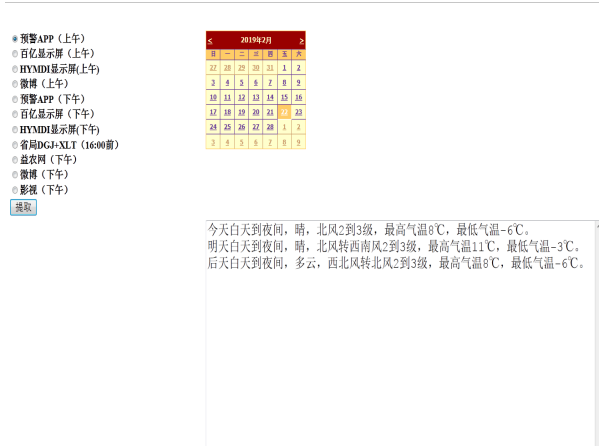 预警APP（上午）
百亿显示屏（上午）
HYMDI显示屏(上午)
微博（上午）
预警APP（下午）
百亿显示屏（下午）
HYMDI显示屏(下午)
省局DGJ+XLT（16:00前）
益农网（下午）
微博（下午）
影视（下午）
提取
< 2019年2月 >
日 一 二 三 四 五 六
27 28 29 30 31 1 2
3 4 5 6 7 8 9
10 11 12 13 14 15 16
17 18 19 20 21 22 23
24 25 26 27 28 1 2
3 4 5 6 7 8 9
今天白天到夜间，晴，北风2到3级，最高气温8℃，最低气温-6℃。
明天白天到夜间，晴，北风转西南风2到3级，最高气温11℃，最低气温-3℃。
后天白天到夜间，多云，西北风转北风2到3级，最高气温8℃，最低气温-6℃。